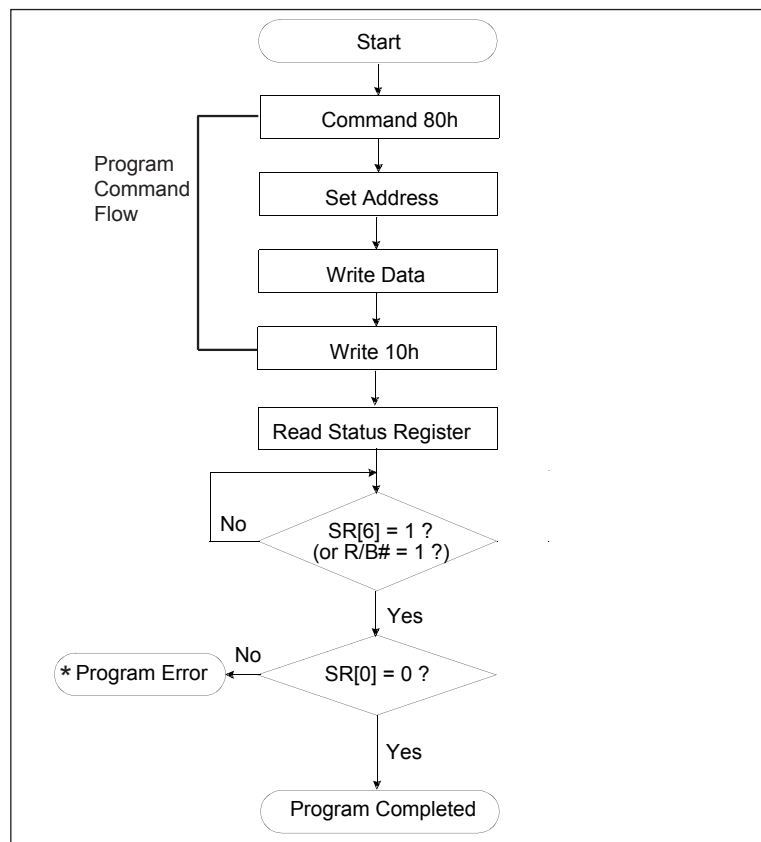 Start
Command 80h
Program
Command
Flow
Set Address
Write Data
Write 10h
Read Status Register
No
SR[6] = 1 ?
(or R/B# = 1 ?)
Yes
No
* Program Error
SR[0] = 0 ?
Yes
Program Completed